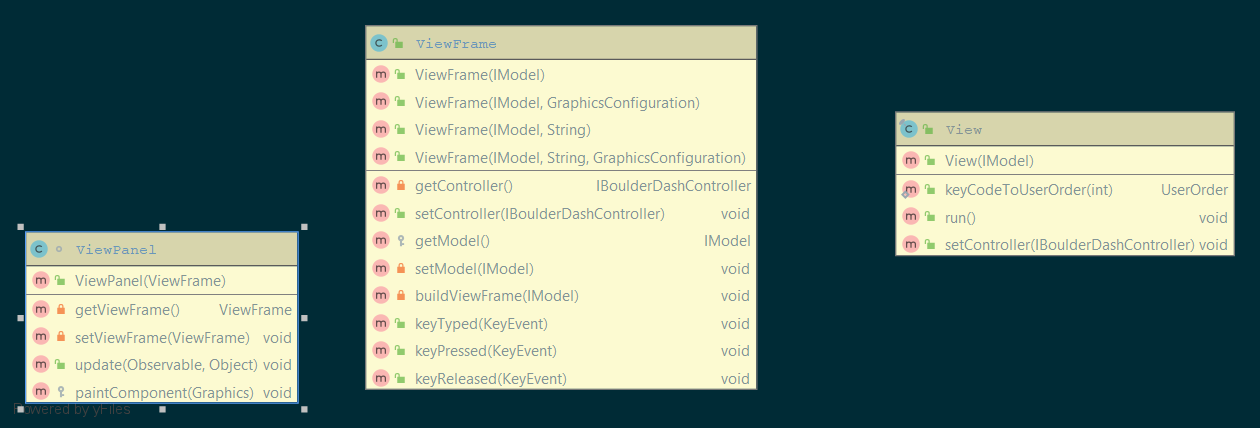 ViewFrame
ViewFrame(IModel)
ViewFrame(IModel, GraphicsConfiguration)
ViewFrame(IModel, String)
ViewFrame(IModel, String, GraphicsConfiguration)
getController() IBoulderDashController
setController(IBoulderDashController) void
getModel() IModel
setModel(IModel) void
buildViewFrame(IModel) void
keyTyped(KeyEvent) void
keyPressed(KeyEvent) void
keyReleased(KeyEvent) void
View
View(IModel)
keyCodeToUserOrder(int) UserOrder
run() void
setController(IBoulderDashController) void
ViewPanel
ViewPanel(ViewFrame)
getViewFrame() ViewFrame
setViewFrame(ViewFrame) void
update(Observable, Object) void
paintComponent(Graphics) void
Powered by yFiles